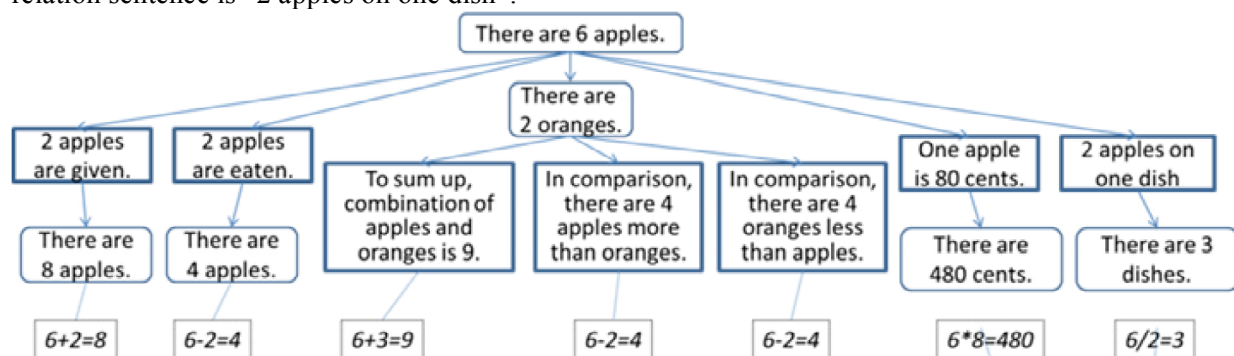 relation sentence is "2 apples on one dish".
There are 6 apples.
There are
2 oranges.
2 apples
are given.
2 apples
are eaten.
To sum up,
combination of
apples and
oranges is 9.
In comparison,
there are 4
apples more
than oranges.
In comparison,
there are 4
oranges less
than apples.
One apple
is 80 cents.
2 apples on
one dish
There are
8 apples.
There are
4 apples.
There are
480 cents.
There are 3
dishes.
6+2=8
6-2=4
6+3=9
6-2=4
6-2=4
6*8=480
6/2=3